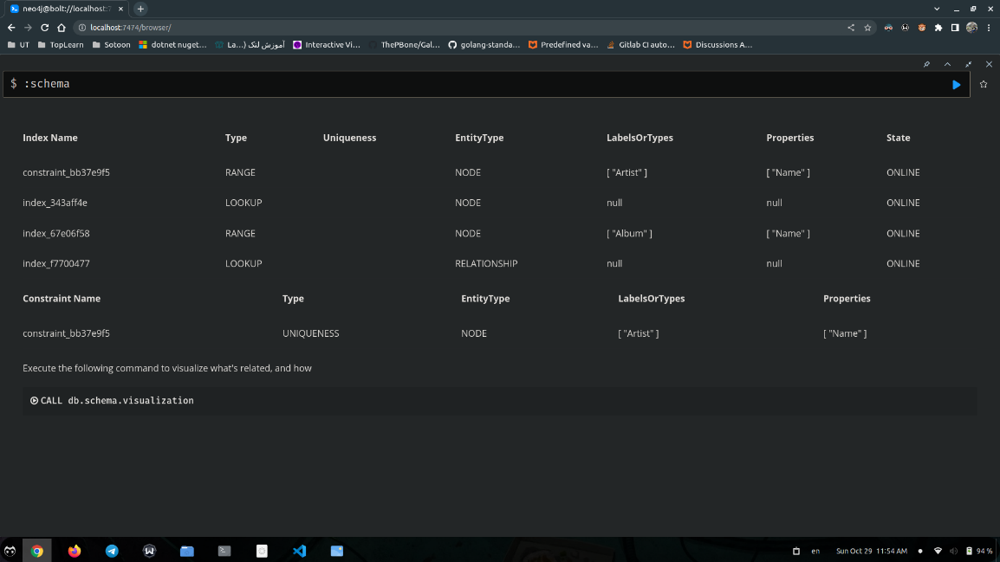 neo4j@bolt://localhost:7
localhost:7474/browser/
UT TopLearn Sotoon dotnet nuget... La...( آموزش لنک Interactive Vi... ThePBone/Gal... golang-standa... Predefined va... Gitlab CI auto... Discussions A...
$ :schema
Index Name Type Uniqueness EntityType LabelsOrTypes Properties State
constraint_bb37e9f5 RANGE NODE [ "Artist" ] [ "Name" ] ONLINE
index_343aff4e LOOKUP NODE null null ONLINE
index_67e06f58 RANGE NODE [ "Album" ] [ "Name" ] ONLINE
index_f7700477 LOOKUP RELATIONSHIP null null ONLINE
Constraint Name Type EntityType LabelsOrTypes Properties
constraint_bb37e9f5 UNIQUENESS NODE [ "Artist" ] [ "Name" ]
Execute the following command to visualize what's related, and how
CALL db.schema.visualization
en Sun Oct 29 11:54 AM 94 %